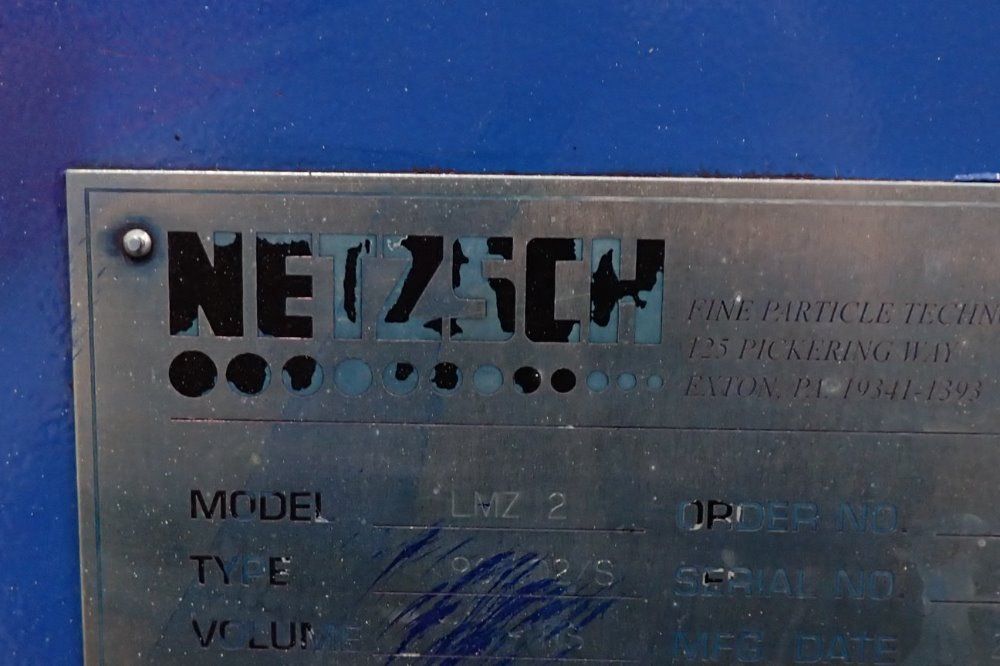 NETZSCH
FINE PARTICLE TECHN
125 PICKERING WAY
EXTON, PA. 19341-1393
MODEL LMZ 2 ORDER NO.
TYPE SERIAL NO.
VOLUME MFG. DATE